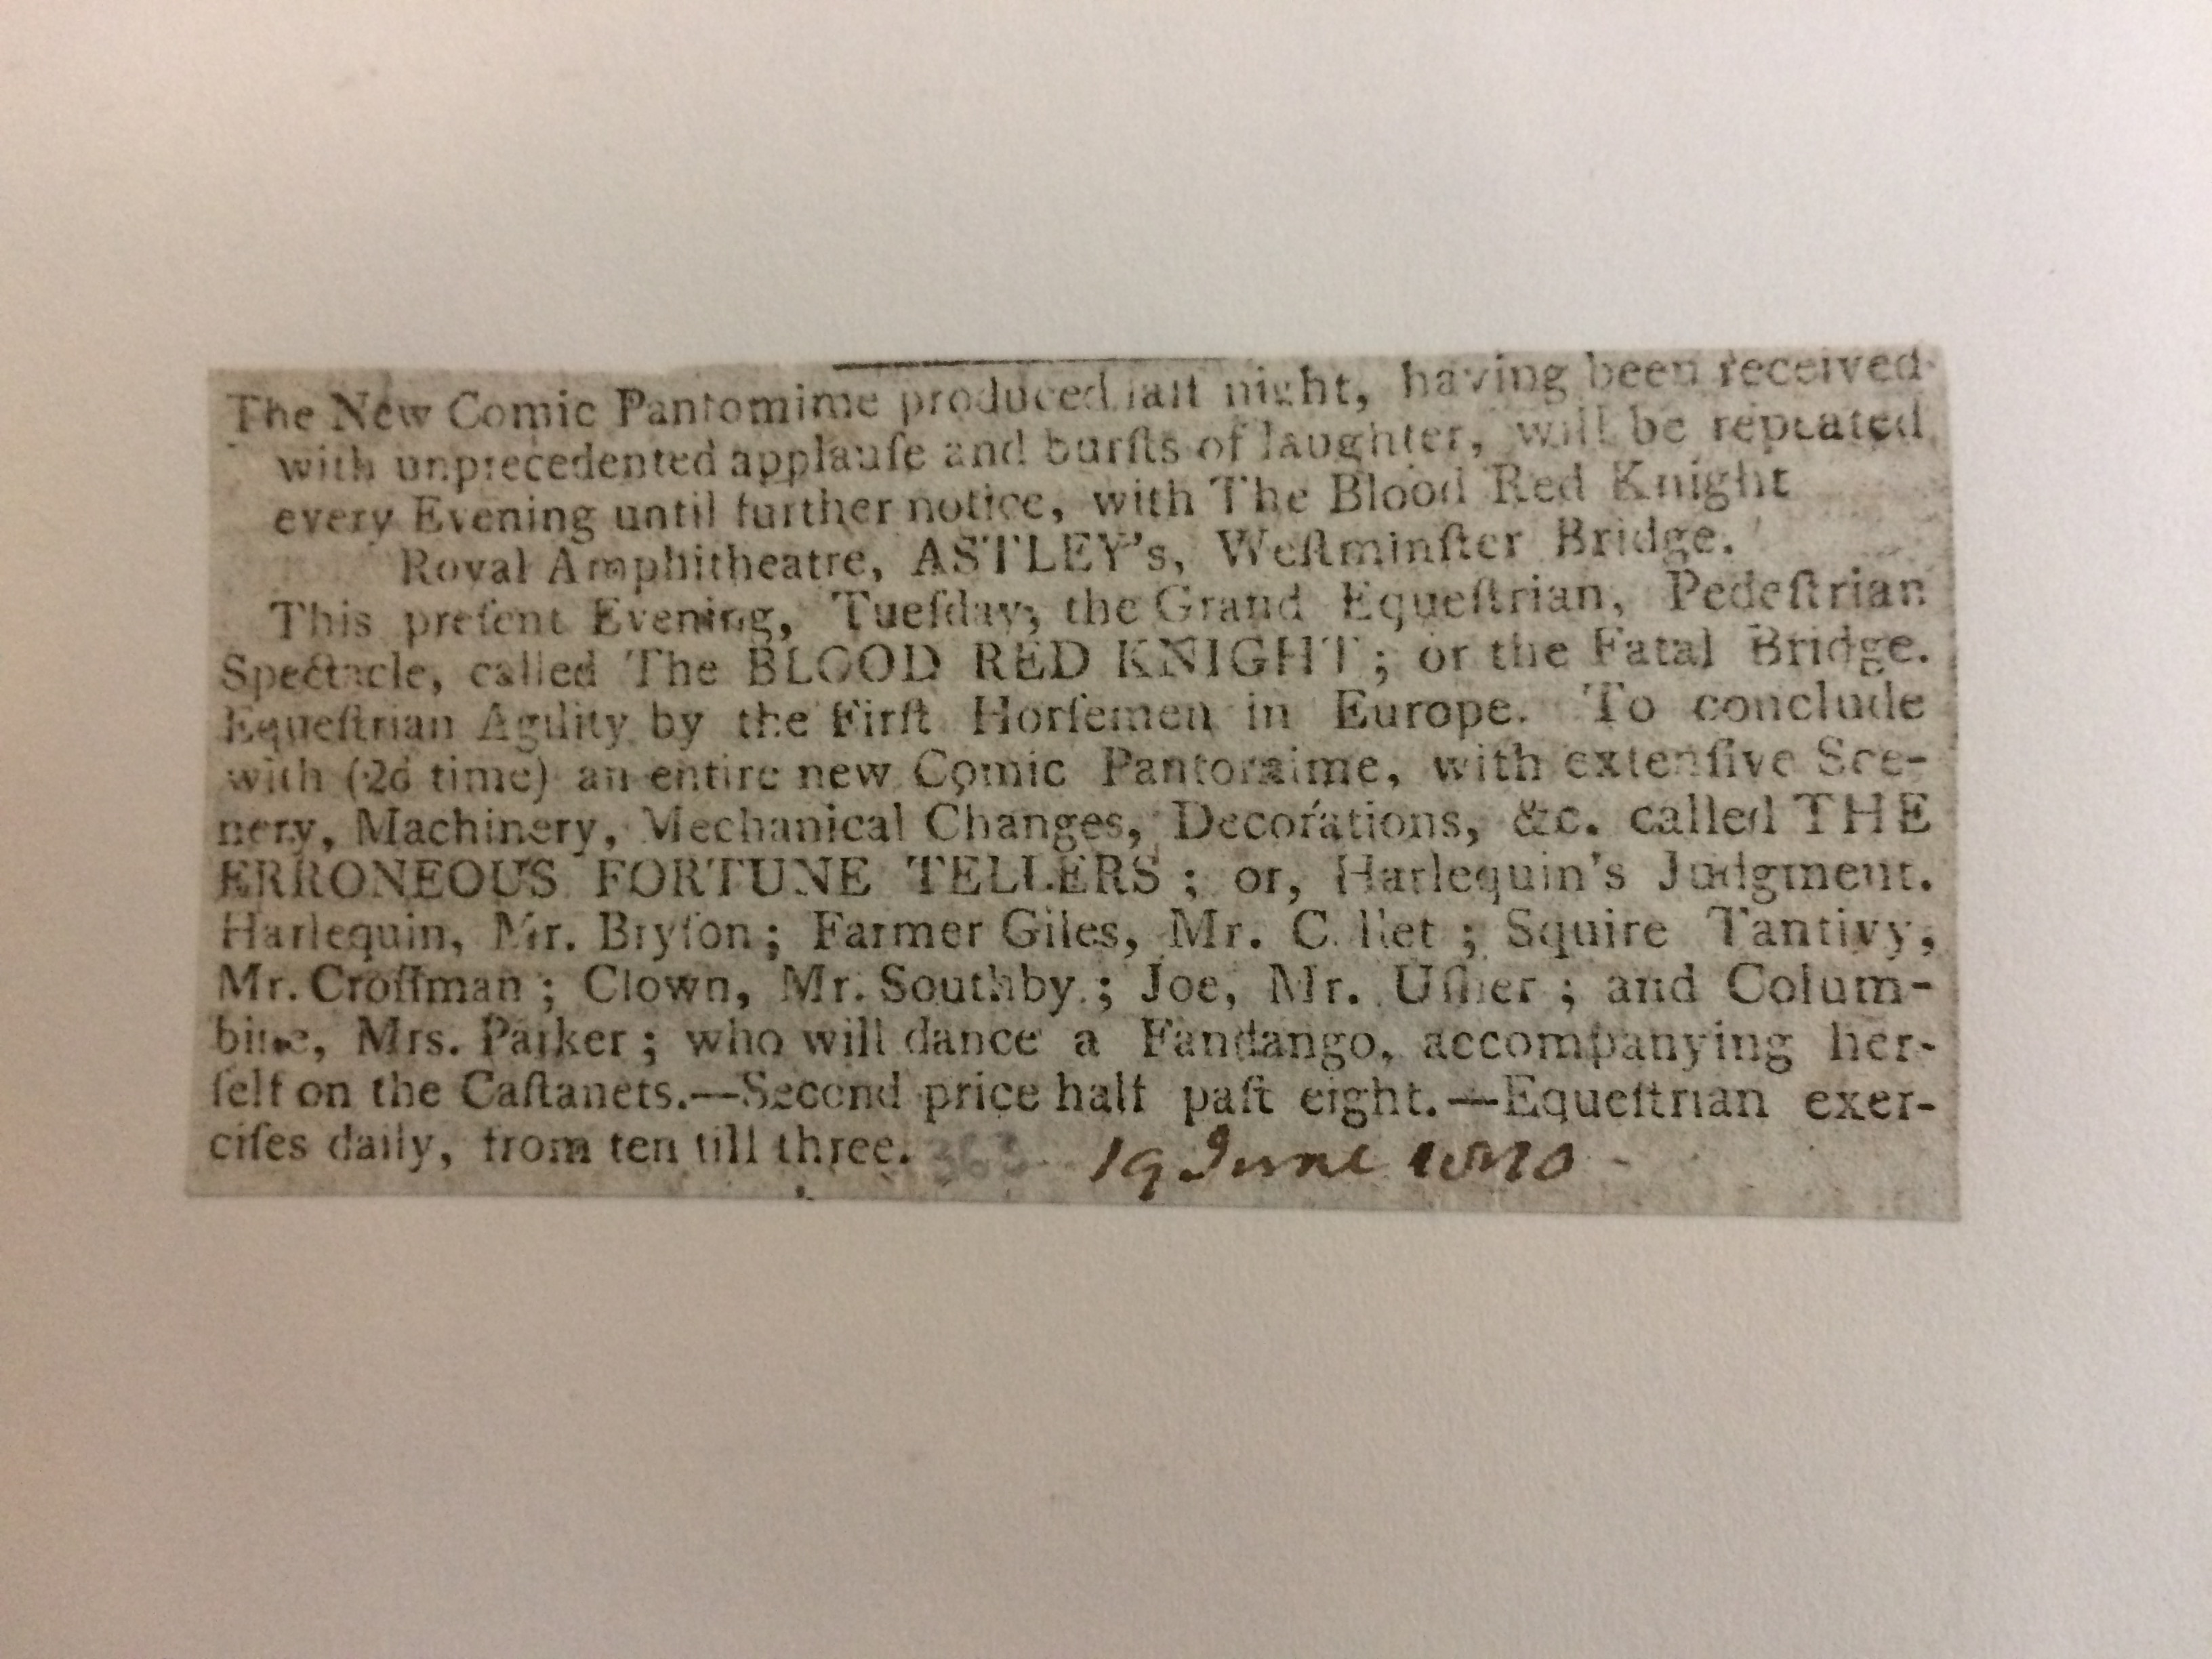 The New Comic Pantomime produced laſt night, having been received
with unprecedented applauſe and burſts of laughter, will be repeated
every Evening until further notice, with The Blood Red Knight
Royal Amphitheatre, ASTLEY's, Weſtminſter Bridge.
This preſent Evening, Tueſday, the Grand Equeſtrian, Pedeſtrian
Spectacle, called The BLOOD RED KNIGHT; or the Fatal Bridge.
Equeſtrian Agility by the Firſt Horſemen in Europe. To conclude
with (2d time) an entire new Comic Pantomime, with extenſive Sce-
nery, Machinery, Mechanical Changes, Decorations, &c. called THE
ERRONEOUS FORTUNE TELLERS; or, Harlequin's Judgment.
Harlequin, Mr. Bryſon; Farmer Giles, Mr. C llet; Squire Tantivy,
Mr. Croſſman; Clown, Mr. Southby; Joe, Mr. Uſher; and Colum-
bine, Mrs. Parker; who will dance a Fandango, accompanying her-
ſelf on the Caſtanets.—Second price half paſt eight.—Equeſtrian exer-
ciſes daily, from ten till three. 363 19 June